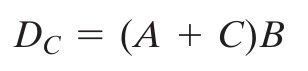 D_C = (A + C)B